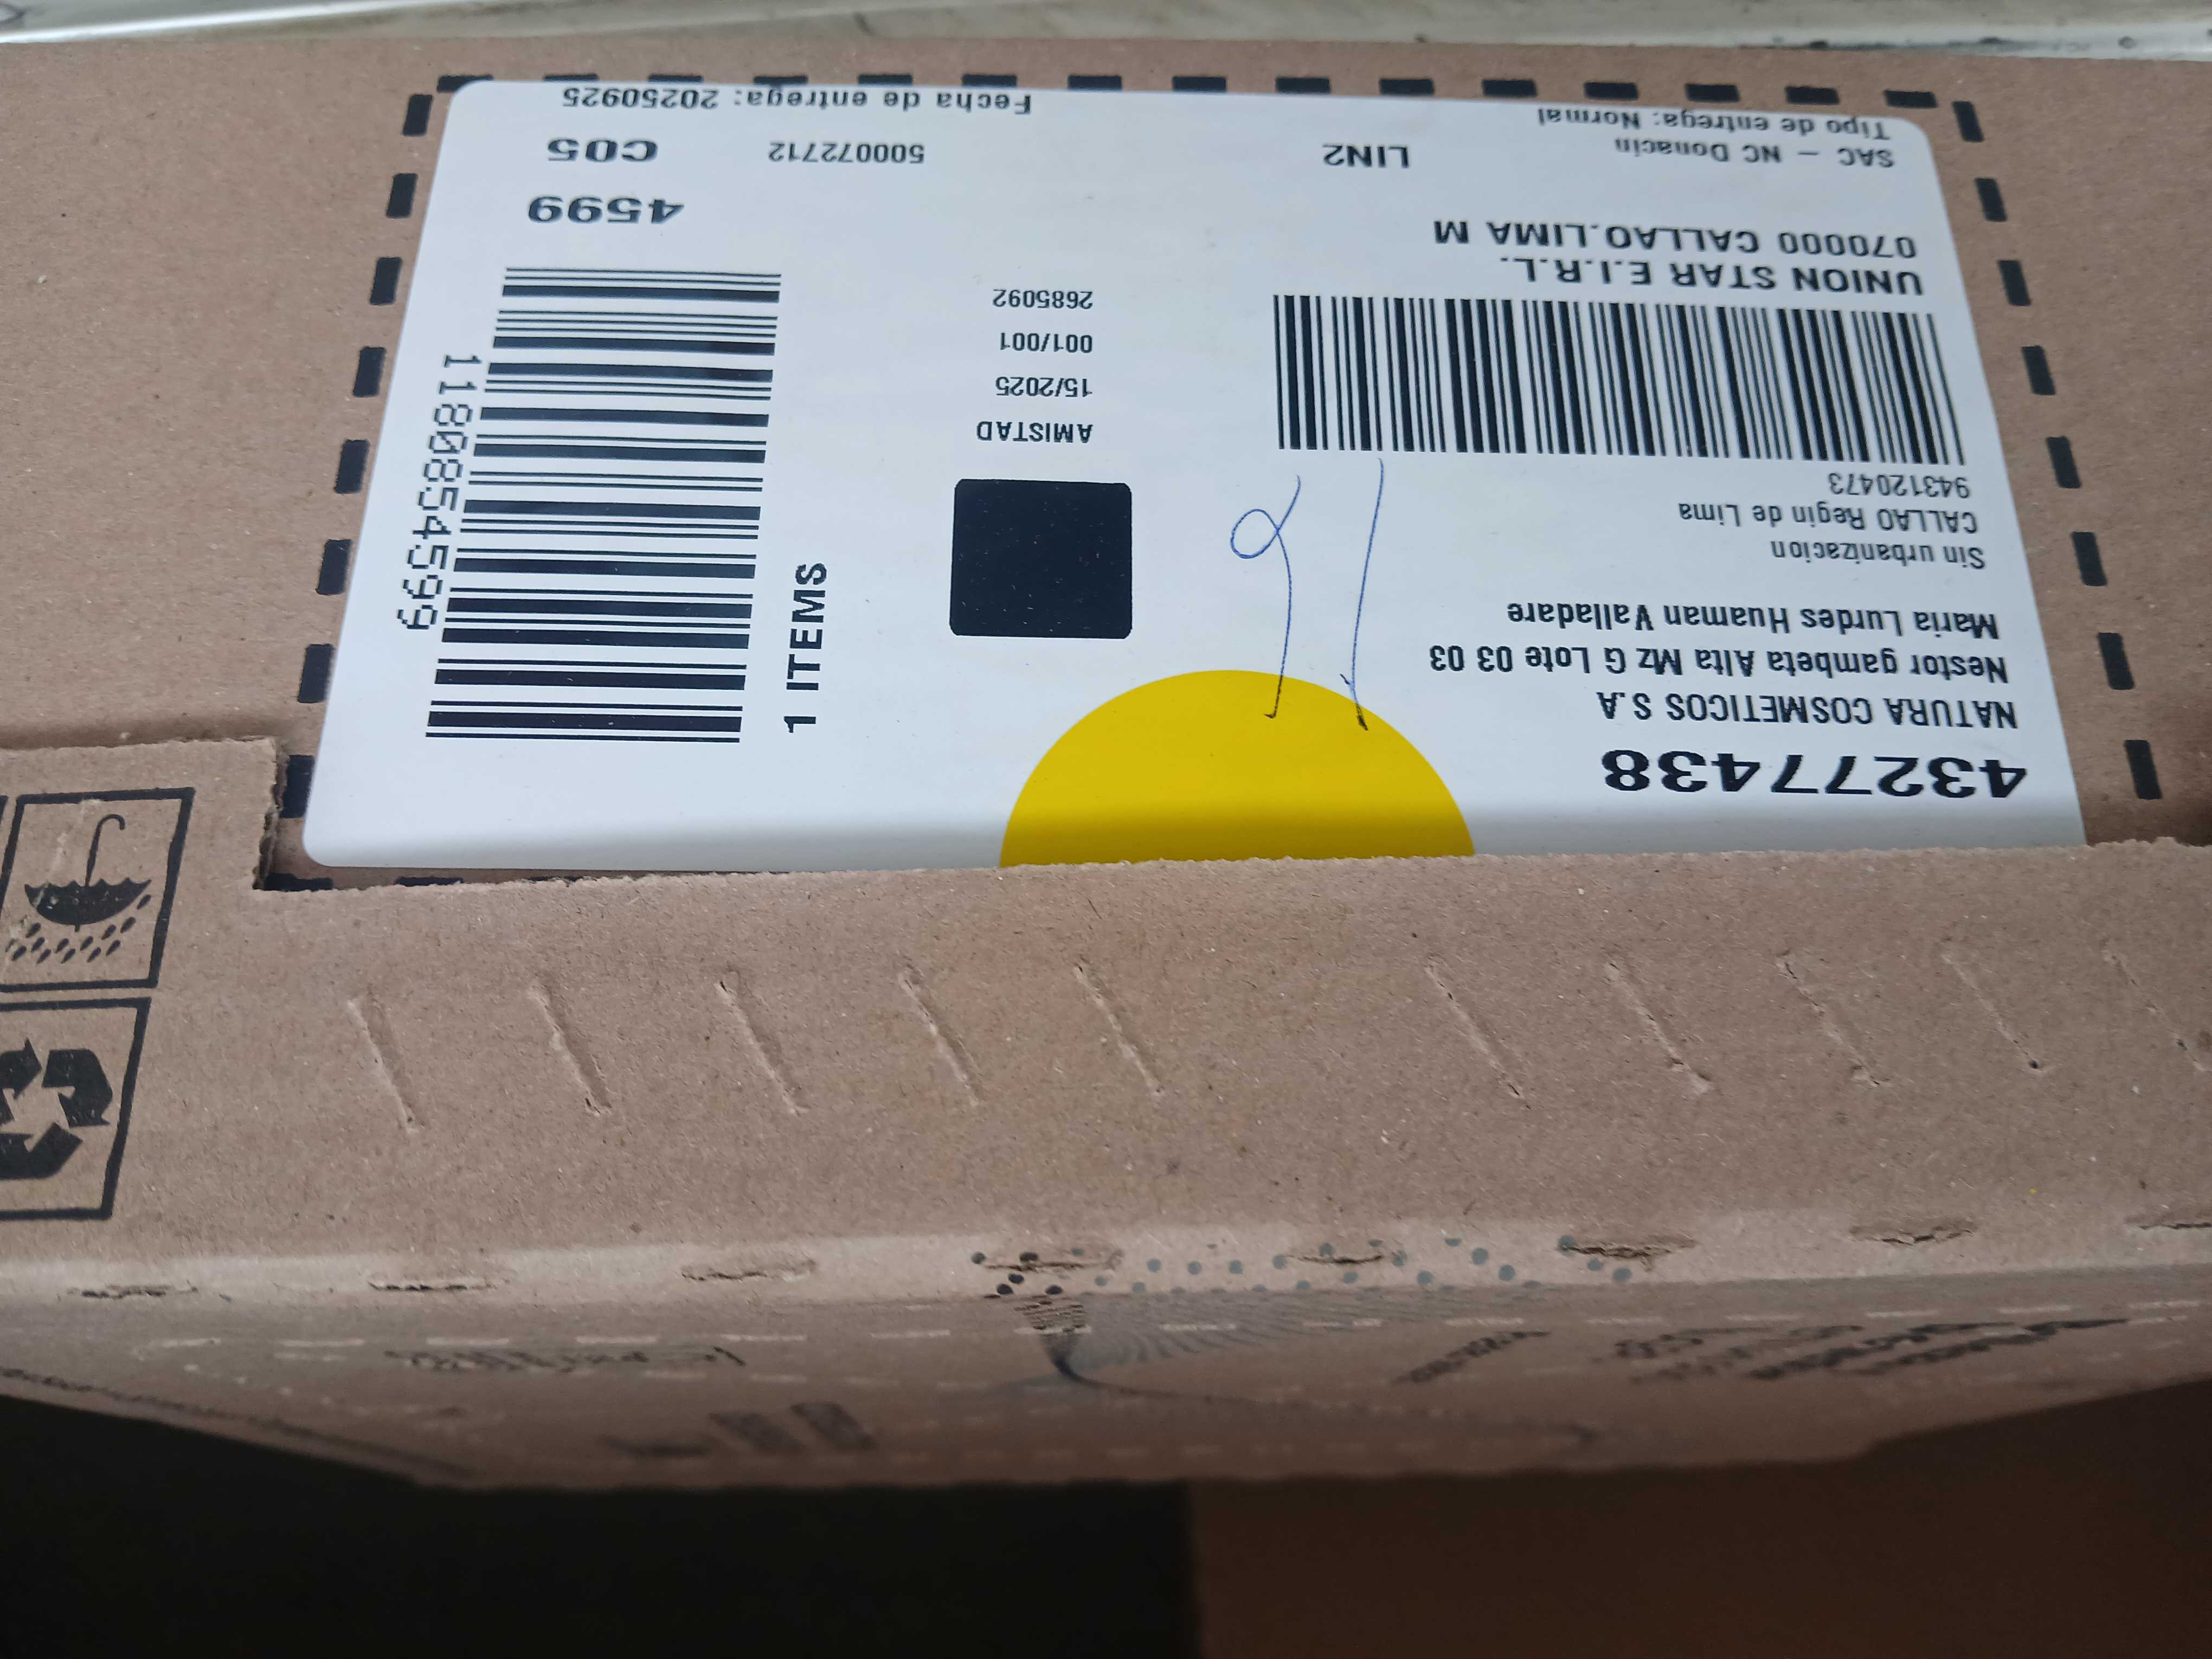 43277438
NATURA COSMETICOS S.A
Nestor gambeta Alta Mz G Lote 03 03
Maria Lurdes Huaman Valladare
Sin urbanizacion
CALLAO Regin de Lima
943120473
UNION STAR E.I.R.L.
070000 CALLAO.LIMA M
SAC - NC Donacin
LIN2
Tipo de entrega: Normal
AMISTAD
15/2025
001/001
2685092
1 ITEMS
1180854599
4599
500072712
C05
Fecha de entrega: 20250925